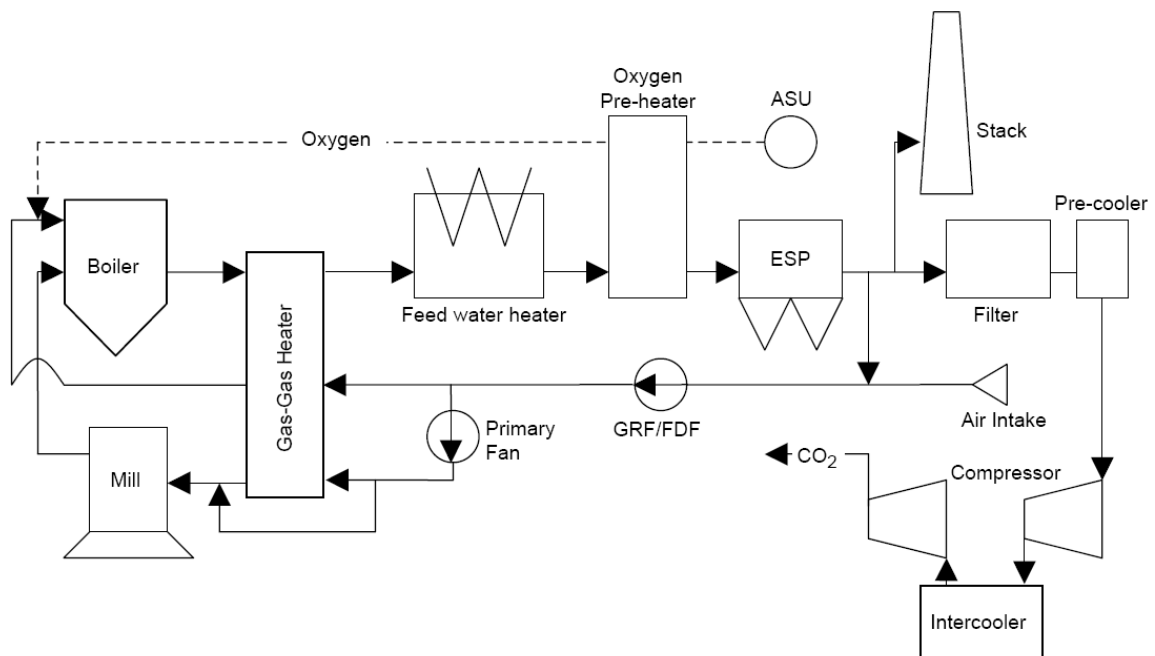 Oxygen
Pre-heater
ASU
Oxygen
Stack
Pre-cooler
Boiler
ESP
Feed water heater
Filter
Gas-Gas Heater
GRF/FDF
Air Intake
Primary
Fan
CO2
Compressor
Mill
Intercooler